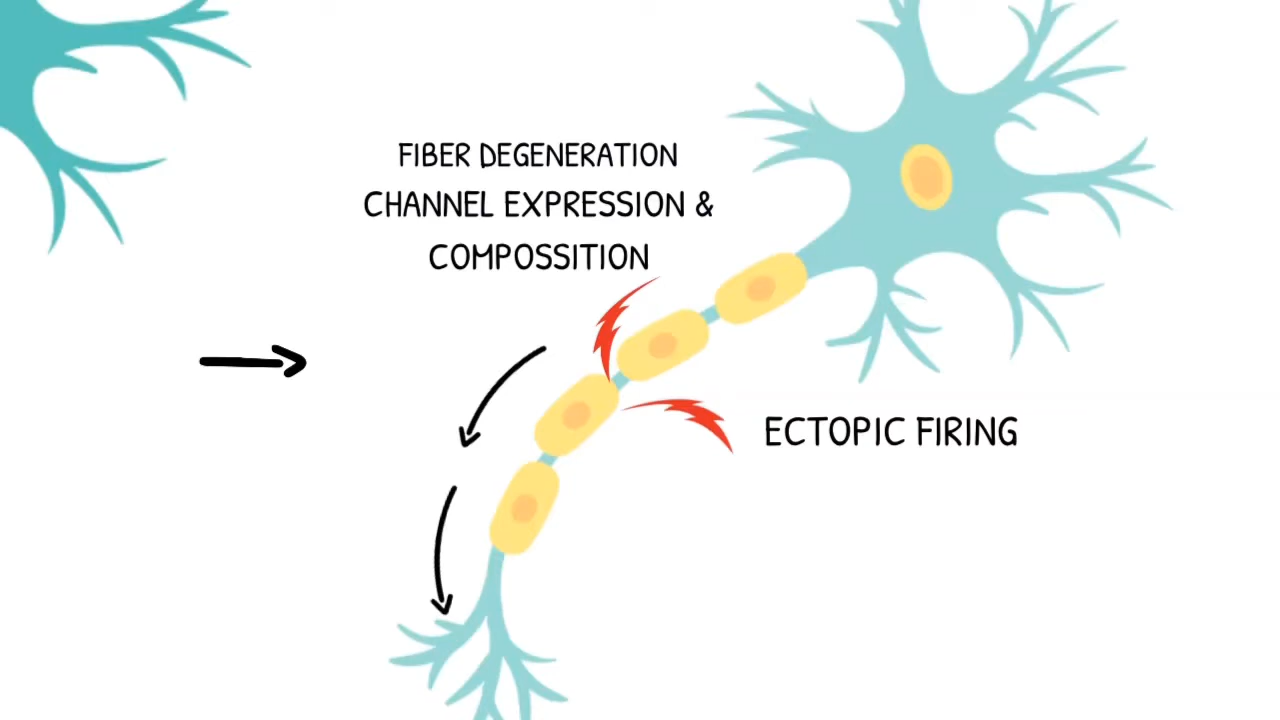 FIBER DEGENERATION
CHANNEL EXPRESSION &
COMPOSSITION
ECTOPIC FIRING